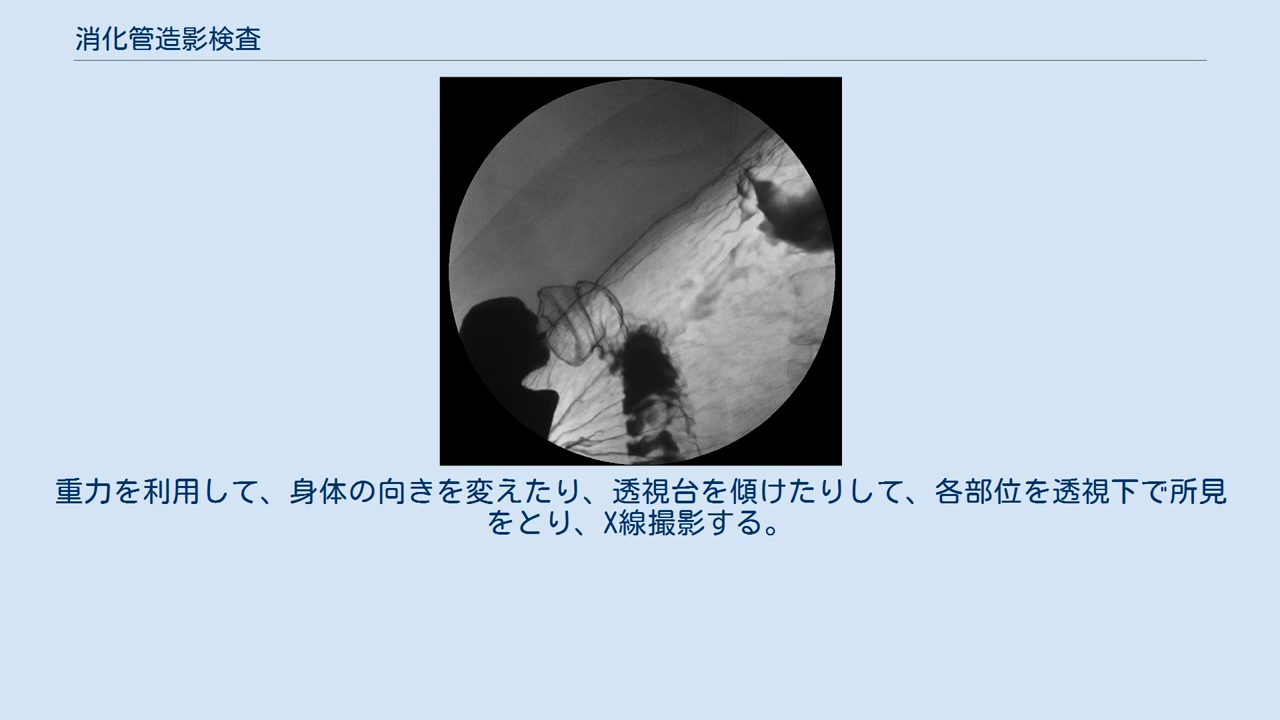 消化管造影検査
重力を利用して、身体の向きを変えたり、透視台を傾けたりして、各部位を透視下で所見
をとり、X線撮影する。